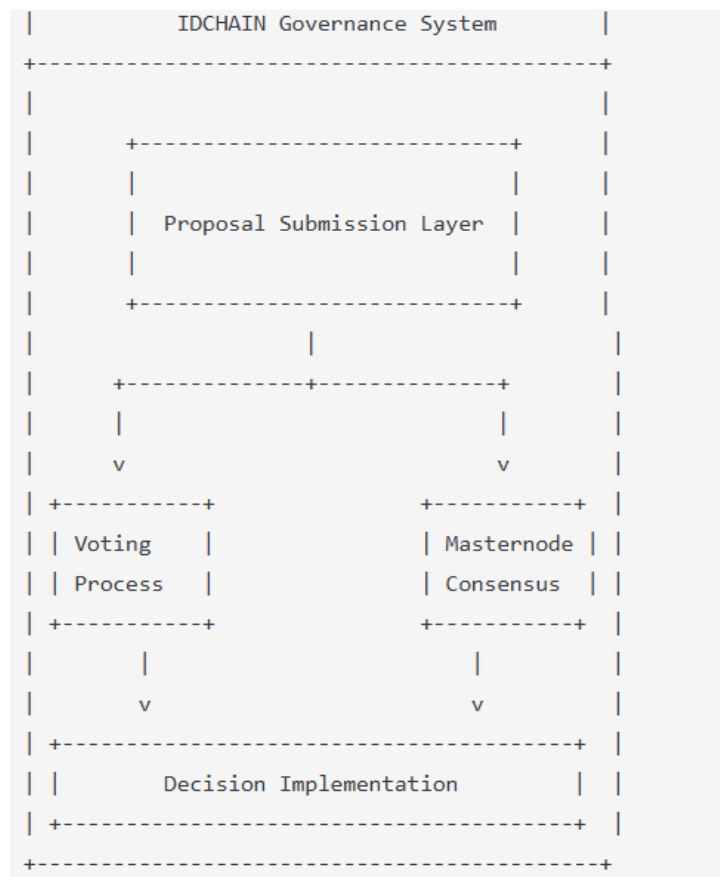 |           IDCHAIN Governance System        |
+--------------------------------------------+
|                                            |
|       +-----------------------------+      |
|       |                             |      |
|       |  Proposal Submission Layer  |      |
|       |                             |      |
|       +-----------------------------+      |
|                     |                       |
|      +--------------+--------------+        |
|      |                             |        |
|      v                             v        |
| +-----------+                +-----------+  |
| | Voting    |                | Masternode | |
| | Process   |                | Consensus  | |
| +-----------+                +-----------+  |
|        |                         |          |
|        v                         v          |
| +----------------------------------------+  |
| |        Decision Implementation         |  |
| +----------------------------------------+  |
+--------------------------------------------+